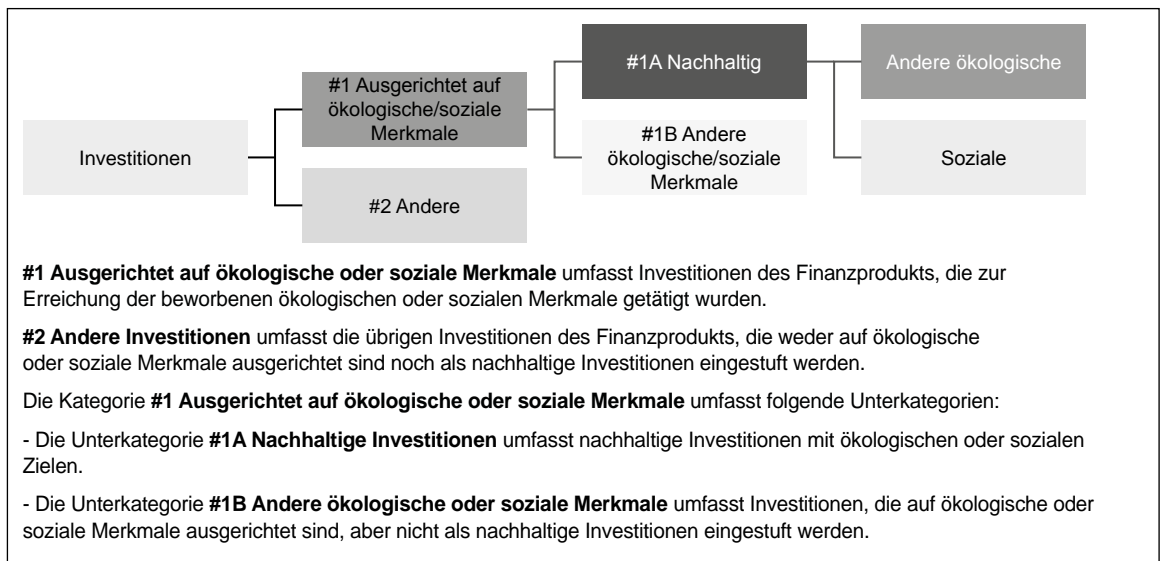 Investitionen
#1 Ausgerichtet auf
ökologische/soziale
Merkmale
#2 Andere
#1A Nachhaltig
#1B Andere
ökologische/soziale
Merkmale
Andere ökologische
Soziale
#1 Ausgerichtet auf ökologische oder soziale Merkmale umfasst Investitionen des Finanzprodukts, die zur
Erreichung der beworbenen ökologischen oder sozialen Merkmale getätigt wurden.
#2 Andere Investitionen umfasst die übrigen Investitionen des Finanzprodukts, die weder auf ökologische
oder soziale Merkmale ausgerichtet sind noch als nachhaltige Investitionen eingestuft werden.
Die Kategorie #1 Ausgerichtet auf ökologische oder soziale Merkmale umfasst folgende Unterkategorien:
- Die Unterkategorie #1A Nachhaltige Investitionen umfasst nachhaltige Investitionen mit ökologischen oder sozialen
Zielen.
- Die Unterkategorie #1B Andere ökologische oder soziale Merkmale umfasst Investitionen, die auf ökologische oder
soziale Merkmale ausgerichtet sind, aber nicht als nachhaltige Investitionen eingestuft werden.